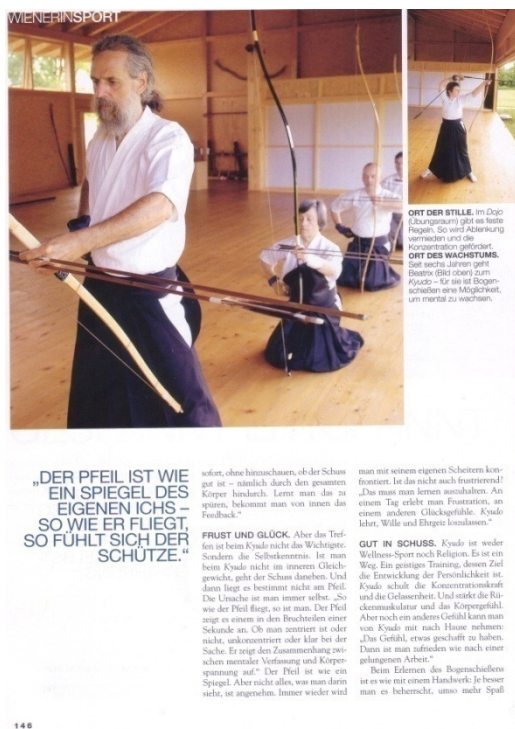 WIENERINSPORT
ORT DER STILLE. Im Dojo
(Übungsraum) gibt es feste
Regeln. So wird Ablenkung
vermieden und die
Konzentration gefördert.
ORT DES WACHSTUMS.
Seit sechs Jahren geht
Beatrix (Bild oben) zum
Kyudo – für sie ist Bogen-
schießen eine Möglichkeit,
um mental zu wachsen.
„DER PFEIL IST WIE
EIN SPIEGEL DES
EIGENEN ICHS –
SO WIE ER FLIEGT,
SO FÜHLT SICH DER
SCHÜTZE.“
sofort, ohne hinzuschauen, ob der Schuss
gut ist – nämlich durch den gesamten
Körper hindurch. Lernt man das zu
spüren, bekommt man von innen das
Feedback.“
FRUST UND GLÜCK. Aber das Tref-
fen ist beim Kyudo nicht das Wichtigste.
Sondern die Selbstkenntnis. Ist man
beim Kyudo nicht im inneren Gleich-
gewicht, geht der Schuss daneben. Und
dann liegt es bestimmt nicht am Pfeil.
Die Ursache ist man immer selbst. „So
wie der Pfeil fliegt, so ist man. Der Pfeil
zeigt es einem in den Bruchteilen einer
Sekunde an. Ob man zentriert ist oder
nicht, unkonzentriert oder klar bei der
Sache. Er zeigt den Zusammenhang zwi-
schen mentaler Verfassung und Körper-
spannung auf.“ Der Pfeil ist wie ein
Spiegel. Aber nicht alles, was man darin
sieht, ist angenehm. Immer wieder wird
man mit seinem eigenen Scheitern kon-
frontiert. Ist das nicht auch frustrierend?
„Das muss man lernen auszuhalten. An
einem Tag erlebt man Frustration, an
einem anderen Glücksgefühle. Kyudo
lehrt, Wille und Ehrgeiz loszulassen.“
GUT IN SCHUSS. Kyudo ist weder
Wellness-Sport noch Religion. Es ist ein
Weg. Ein geistiges Training, dessen Ziel
die Entwicklung der Persönlichkeit ist.
Kyudo schult die Konzentrationskraft
und die Gelassenheit. Und stärkt die Rü-
ckenmuskulatur und das Körpergefühl.
Aber noch ein anderes Gefühl kann man
von Kyudo mit nach Hause nehmen:
„Das Gefühl, etwas geschafft zu haben.
Dann ist man zufrieden wie nach einer
gelungenen Arbeit.“
Beim Erlernen des Bogenschießens
ist es wie mit einem Handwerk: Je besser
man es beherrscht, umso mehr Spaß
146